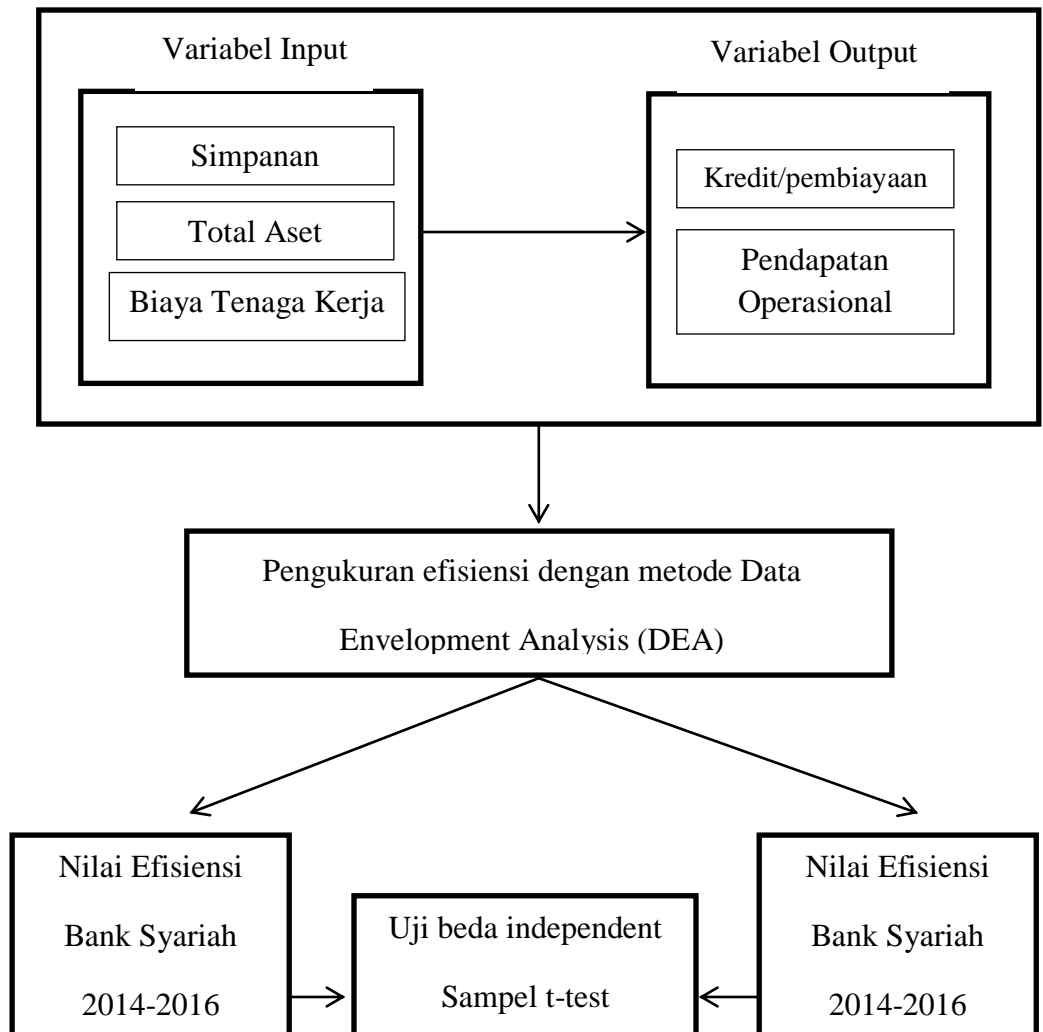 Variabel Input
Variabel Output
Simpanan
Total Aset
Biaya Tenaga Kerja
Kredit/pembiayaan
Pendapatan
Operasional
Pengukuran efisiensi dengan metode Data
Envelopment Analysis (DEA)
Nilai Efisiensi
Bank Syariah
2014-2016
Uji beda independent
Sampel t-test
Nilai Efisiensi
Bank Syariah
2014-2016